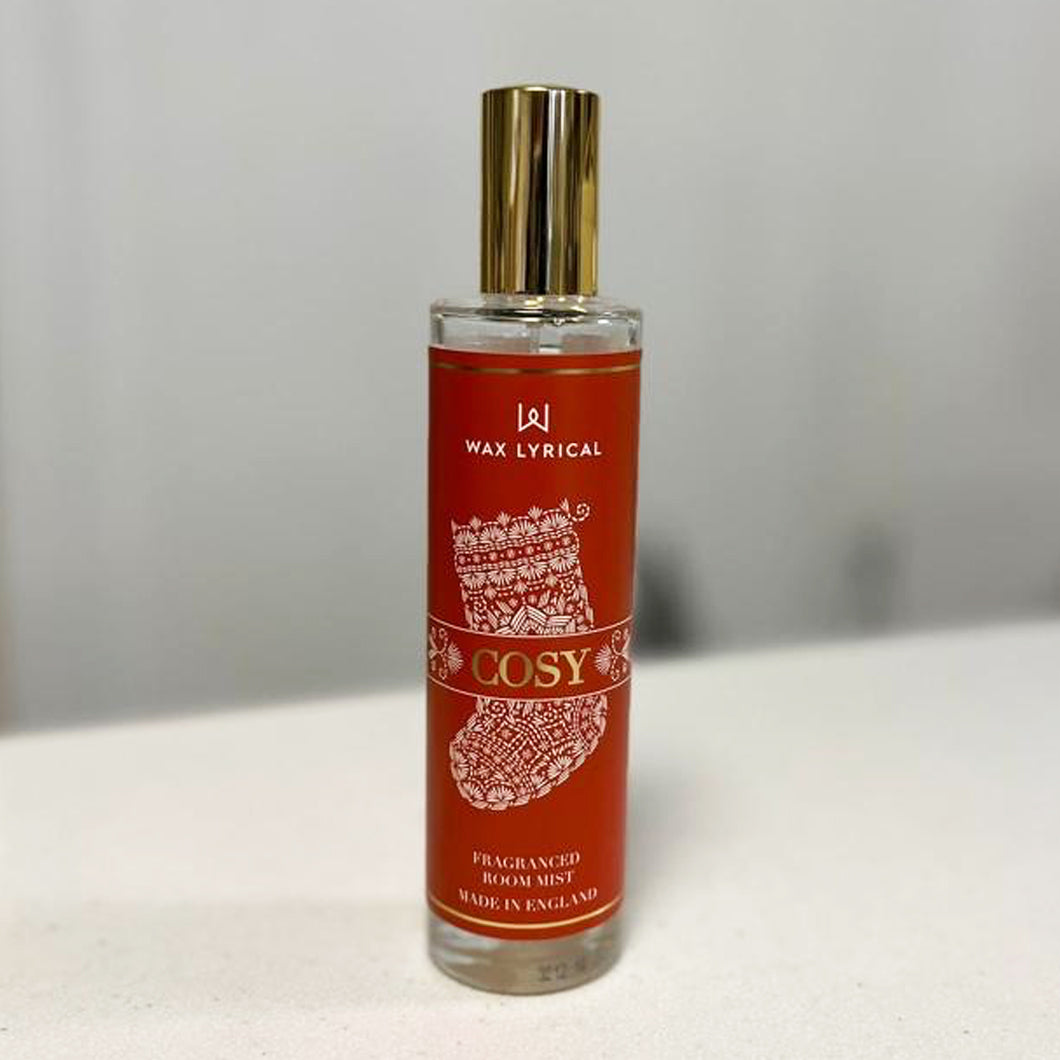 WAX LYRICAL
COSY
FRAGRANCED
ROOM MIST
MADE IN ENGLAND